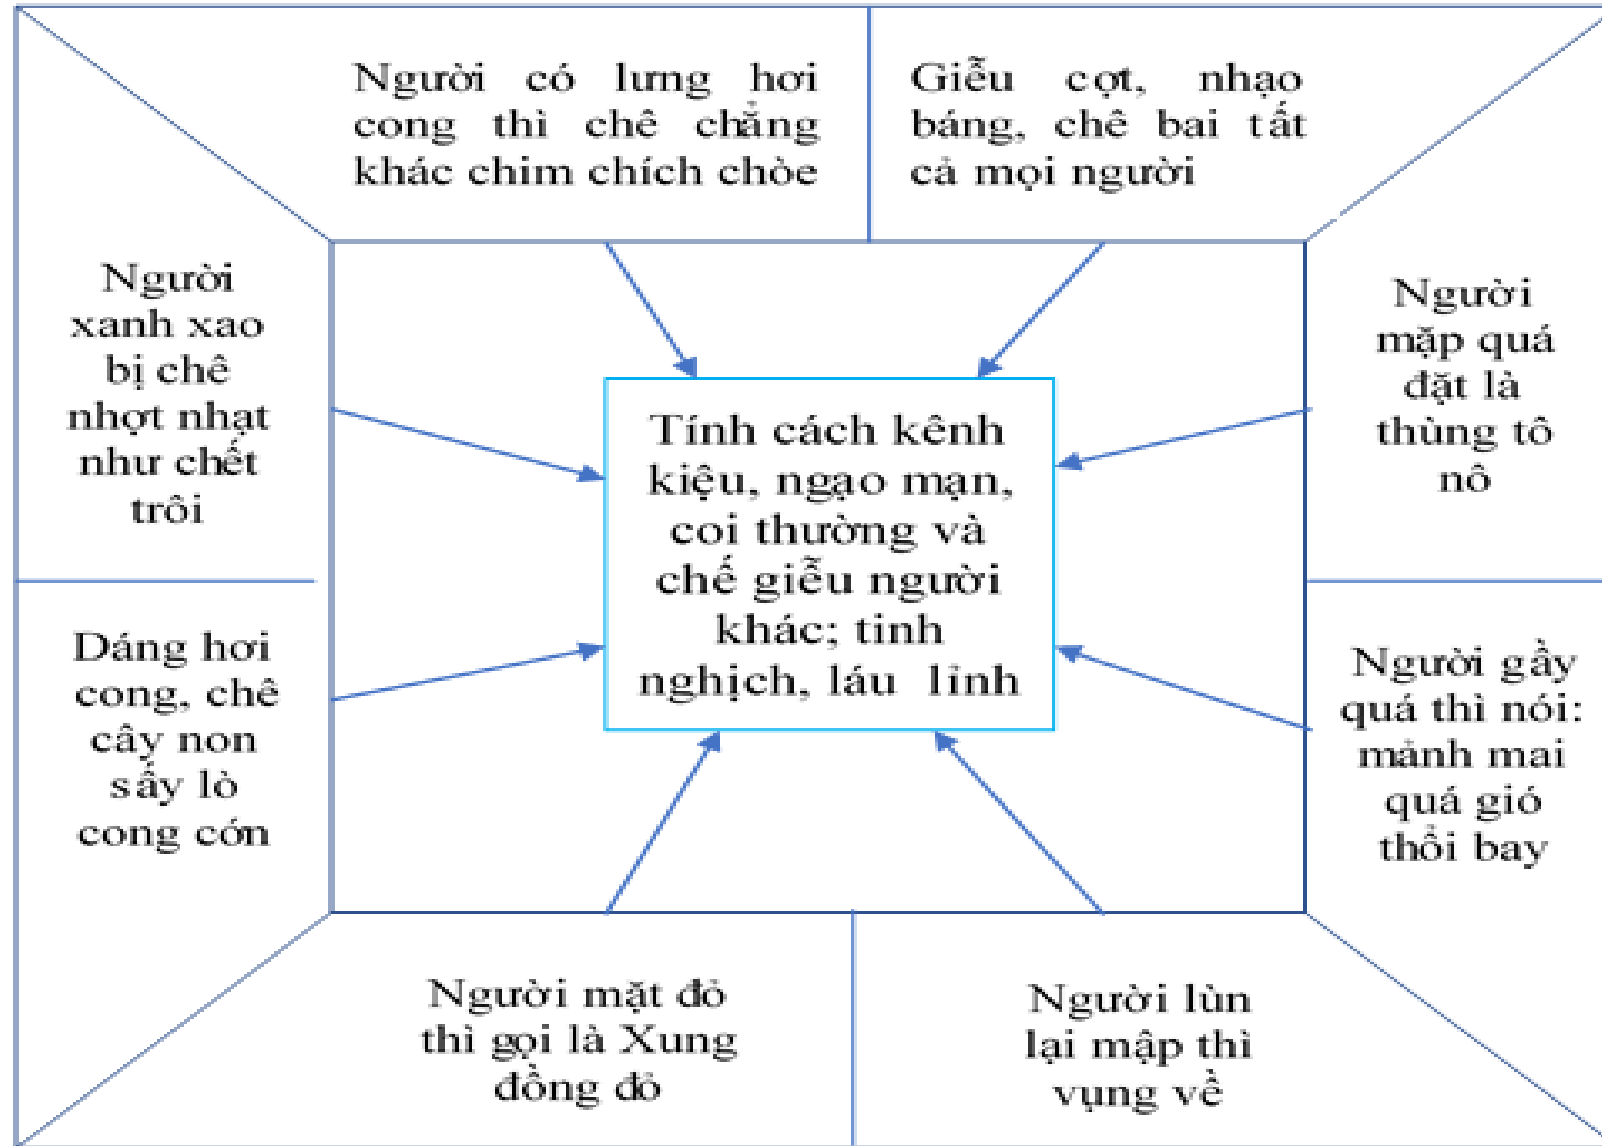 Người có lưng hơi
cong thì chê chẳng
khác chim chích chòe
Giễu cợt, nhạo
báng, chê bai tất
cả mọi người
Người
xanh xao
bị chê
nhợt nhạt
như chết
trôi
Người
mặp quá
đặt là
thùng tô
nô
Tính cách kênh
kiệu, ngạo mạn,
coi thường và
chế giễu người
khác; tinh
nghịch, láu lỉnh
Dáng hơi
cong, chê
cây non
sấy lò
cong cớn
Người gầy
quá thì nói:
mảnh mai
quá gió
thổi bay
Người mặt đỏ
thì gọi là Xung
đồng đỏ
Người lùn
lại mập thì
vụng về